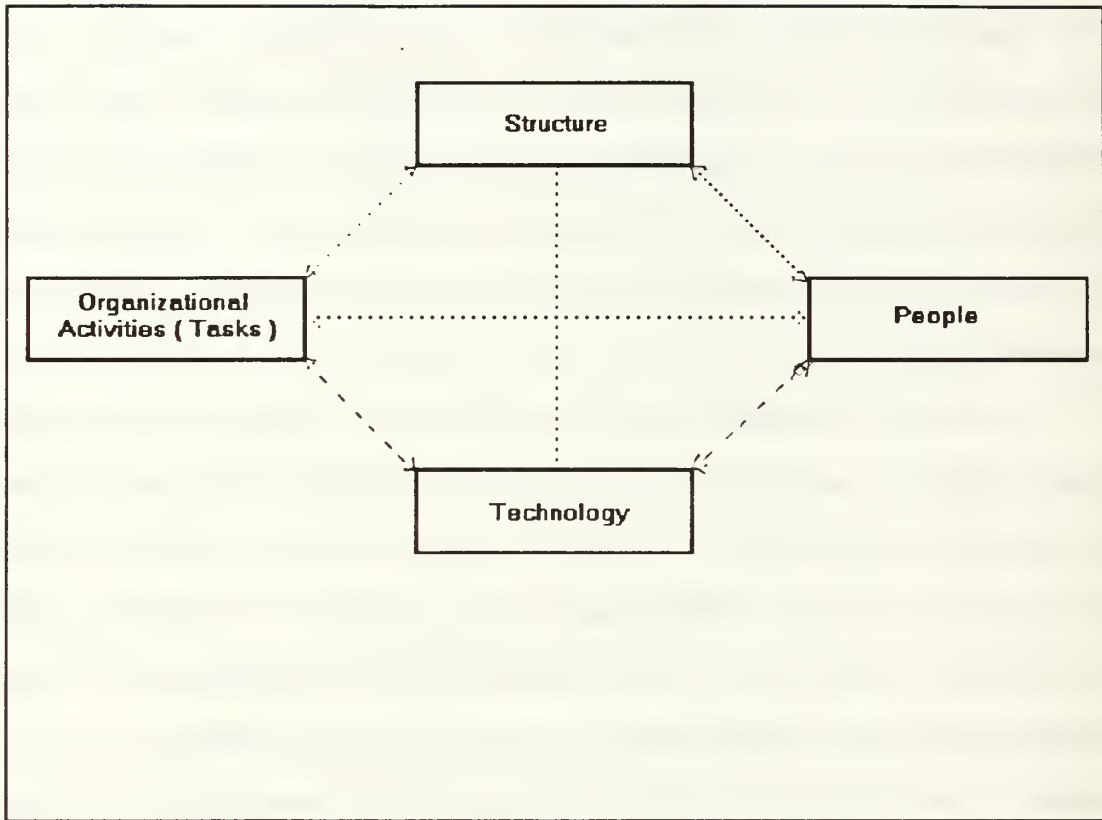 Structure
Organizational
Activities ( Tasks )
People
Technology